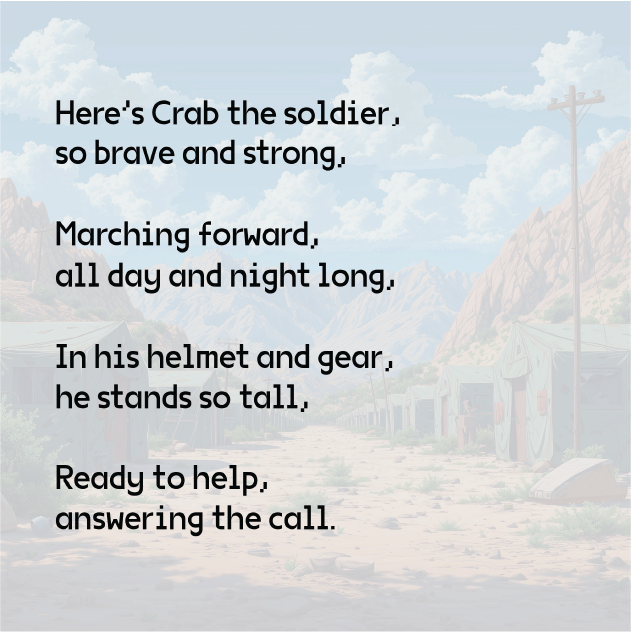 Here's Crab the soldier,
so brave and strong,
Marching forward,
all day and night long,
In his helmet and gear,
he stands so tall,
Ready to help,
answering the call.